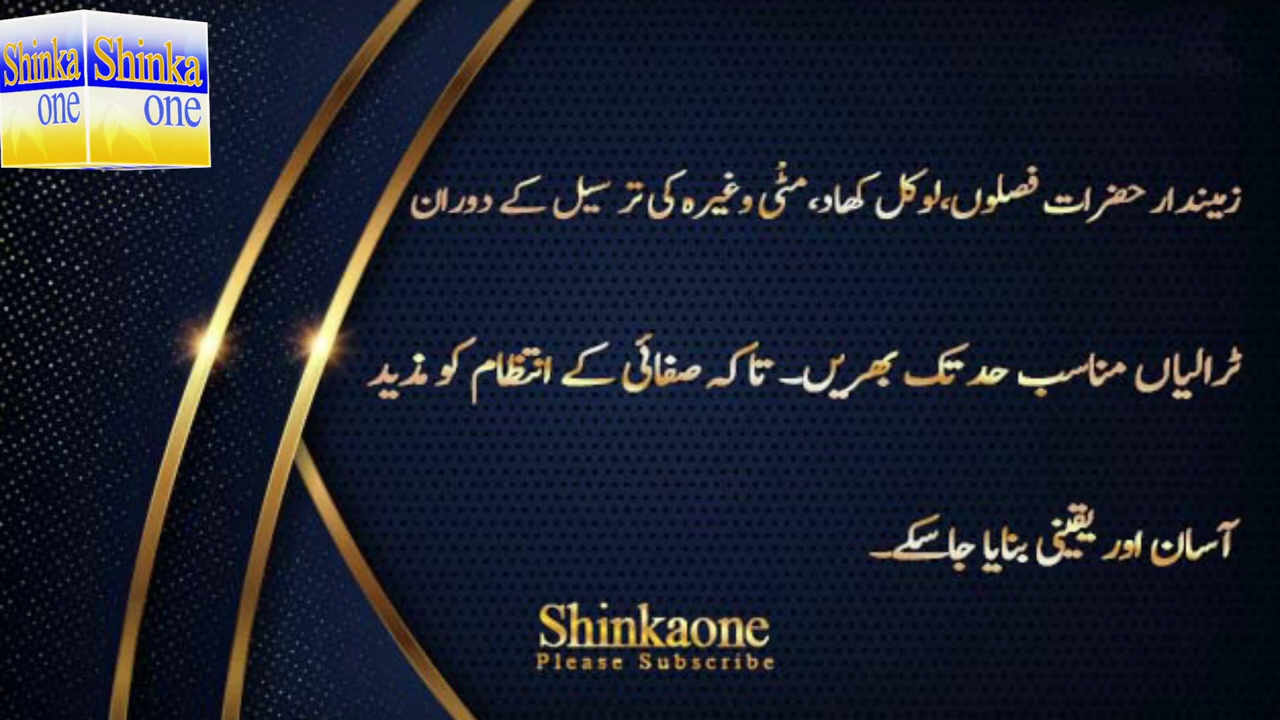 Shinka Shinka
one one
زمیندار حضرات فصلوں،لوکل کھاد، مٹی وغیرہ کی ترسیل کے دوران
ٹرالیاں مناسب حد تک بھریں۔ تاکہ صفائی کے انتظام کو مذید
آسان اور یقینی بنایا جاسکے۔
Shinkaone
Please Subscribe